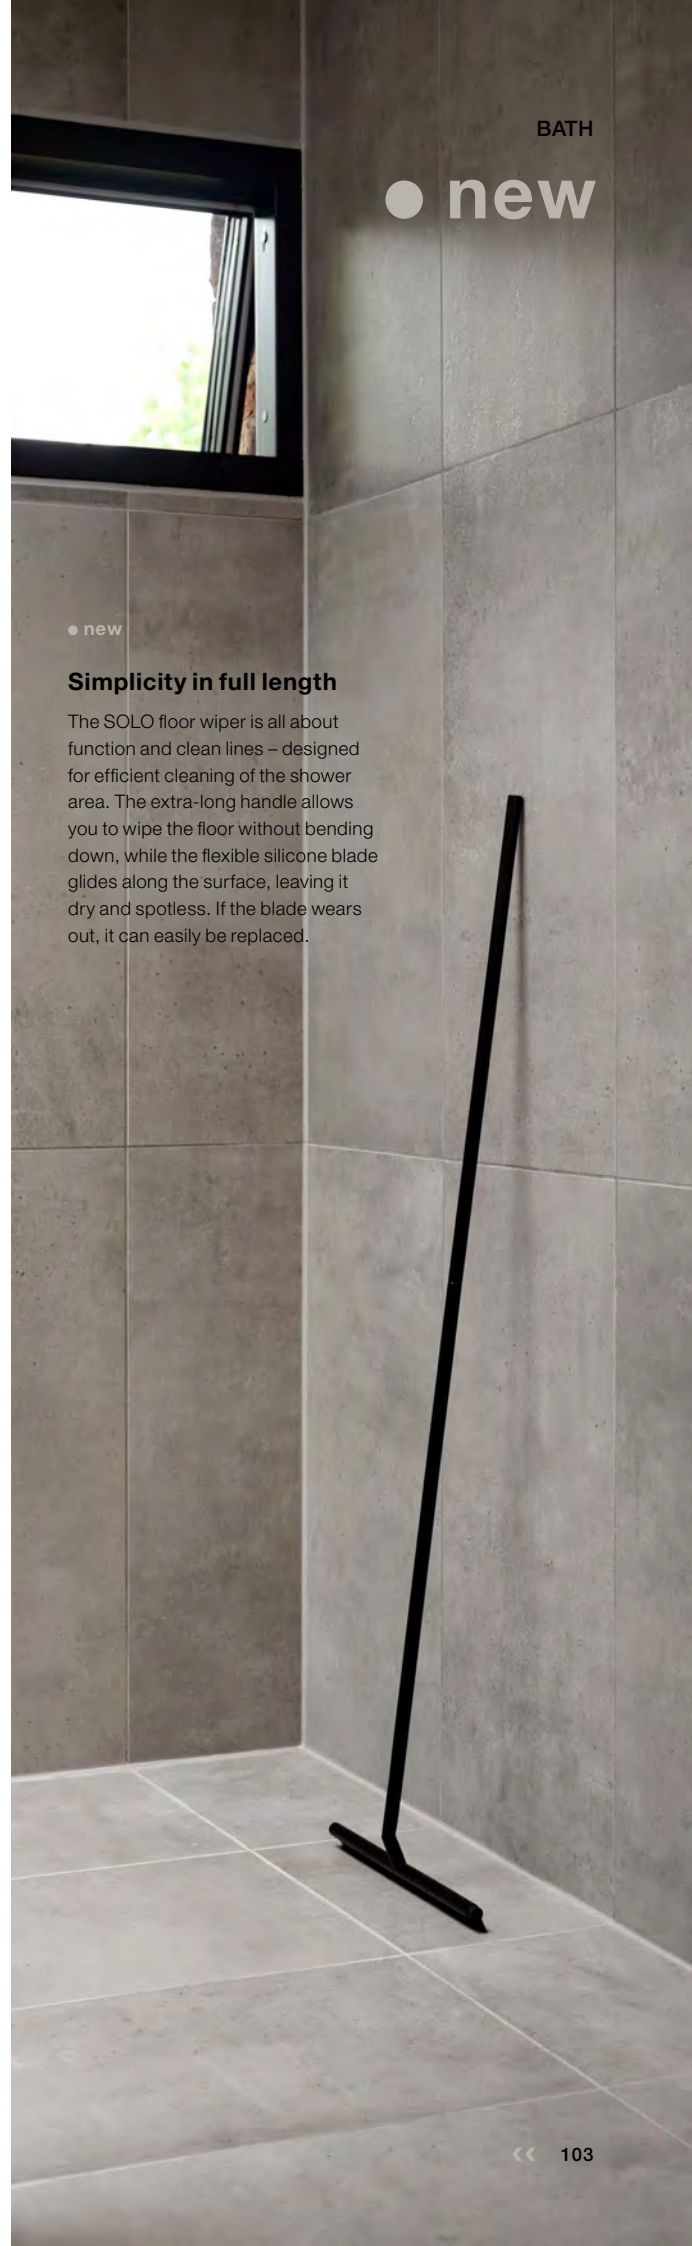 BATH
● new
● new
Simplicity in full length
The SOLO floor wiper is all about
function and clean lines – designed
for efficient cleaning of the shower
area. The extra-long handle allows
you to wipe the floor without bending
down, while the flexible silicone blade
glides along the surface, leaving it
dry and spotless. If the blade wears
out, it can easily be replaced.
103